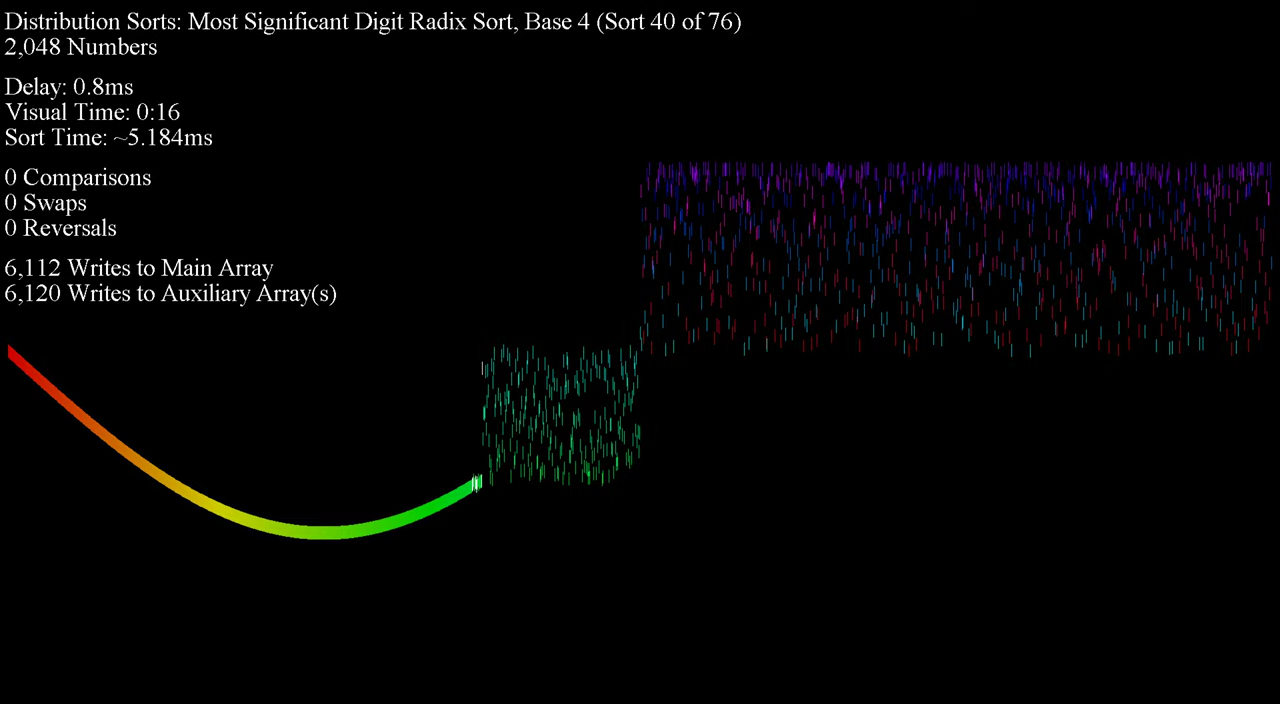 Distribution Sorts: Most Significant Digit Radix Sort, Base 4 (Sort 40 of 76)
2,048 Numbers
Delay: 0.8ms
Visual Time: 0:16
Sort Time: ~5.184ms
0 Comparisons
0 Swaps
0 Reversals
6,112 Writes to Main Array
6,120 Writes to Auxiliary Array(s)